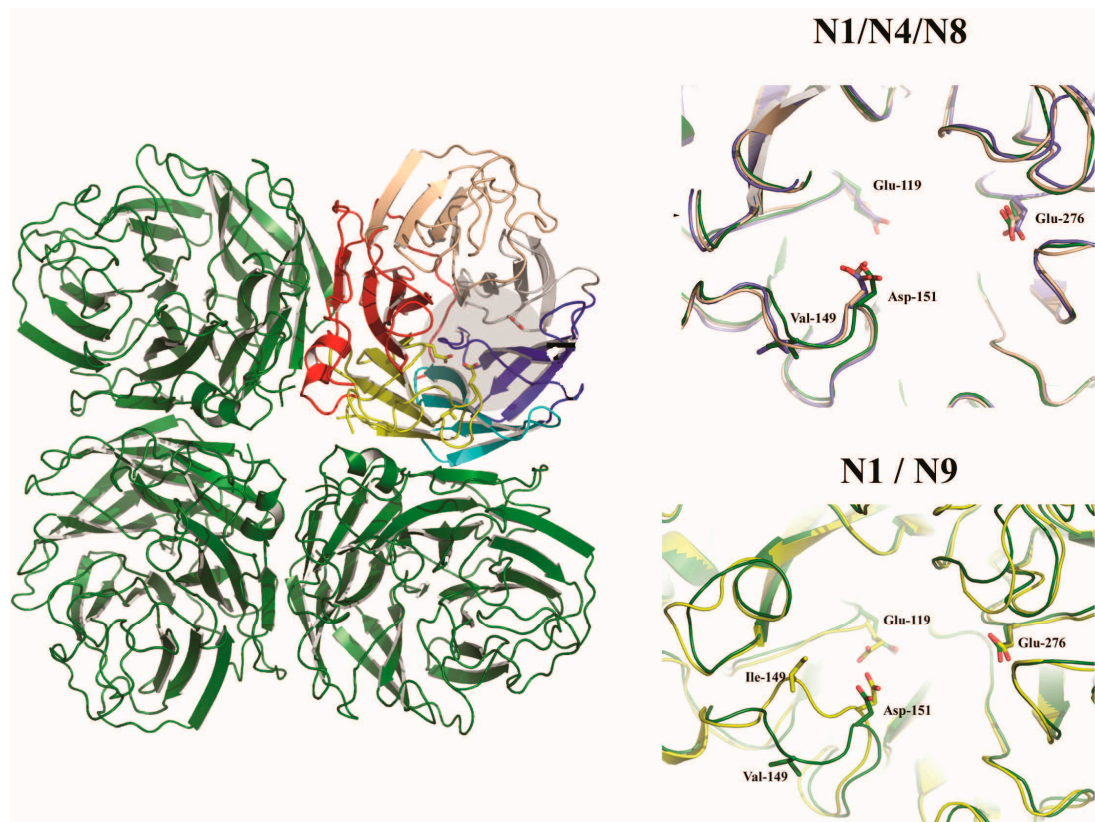 N1/N4/N8
Glu-119
Glu-276
Asp-151
Val-149
N1 / N9
Glu-119
Glu-276
Ile-149
Asp-151
Val-149